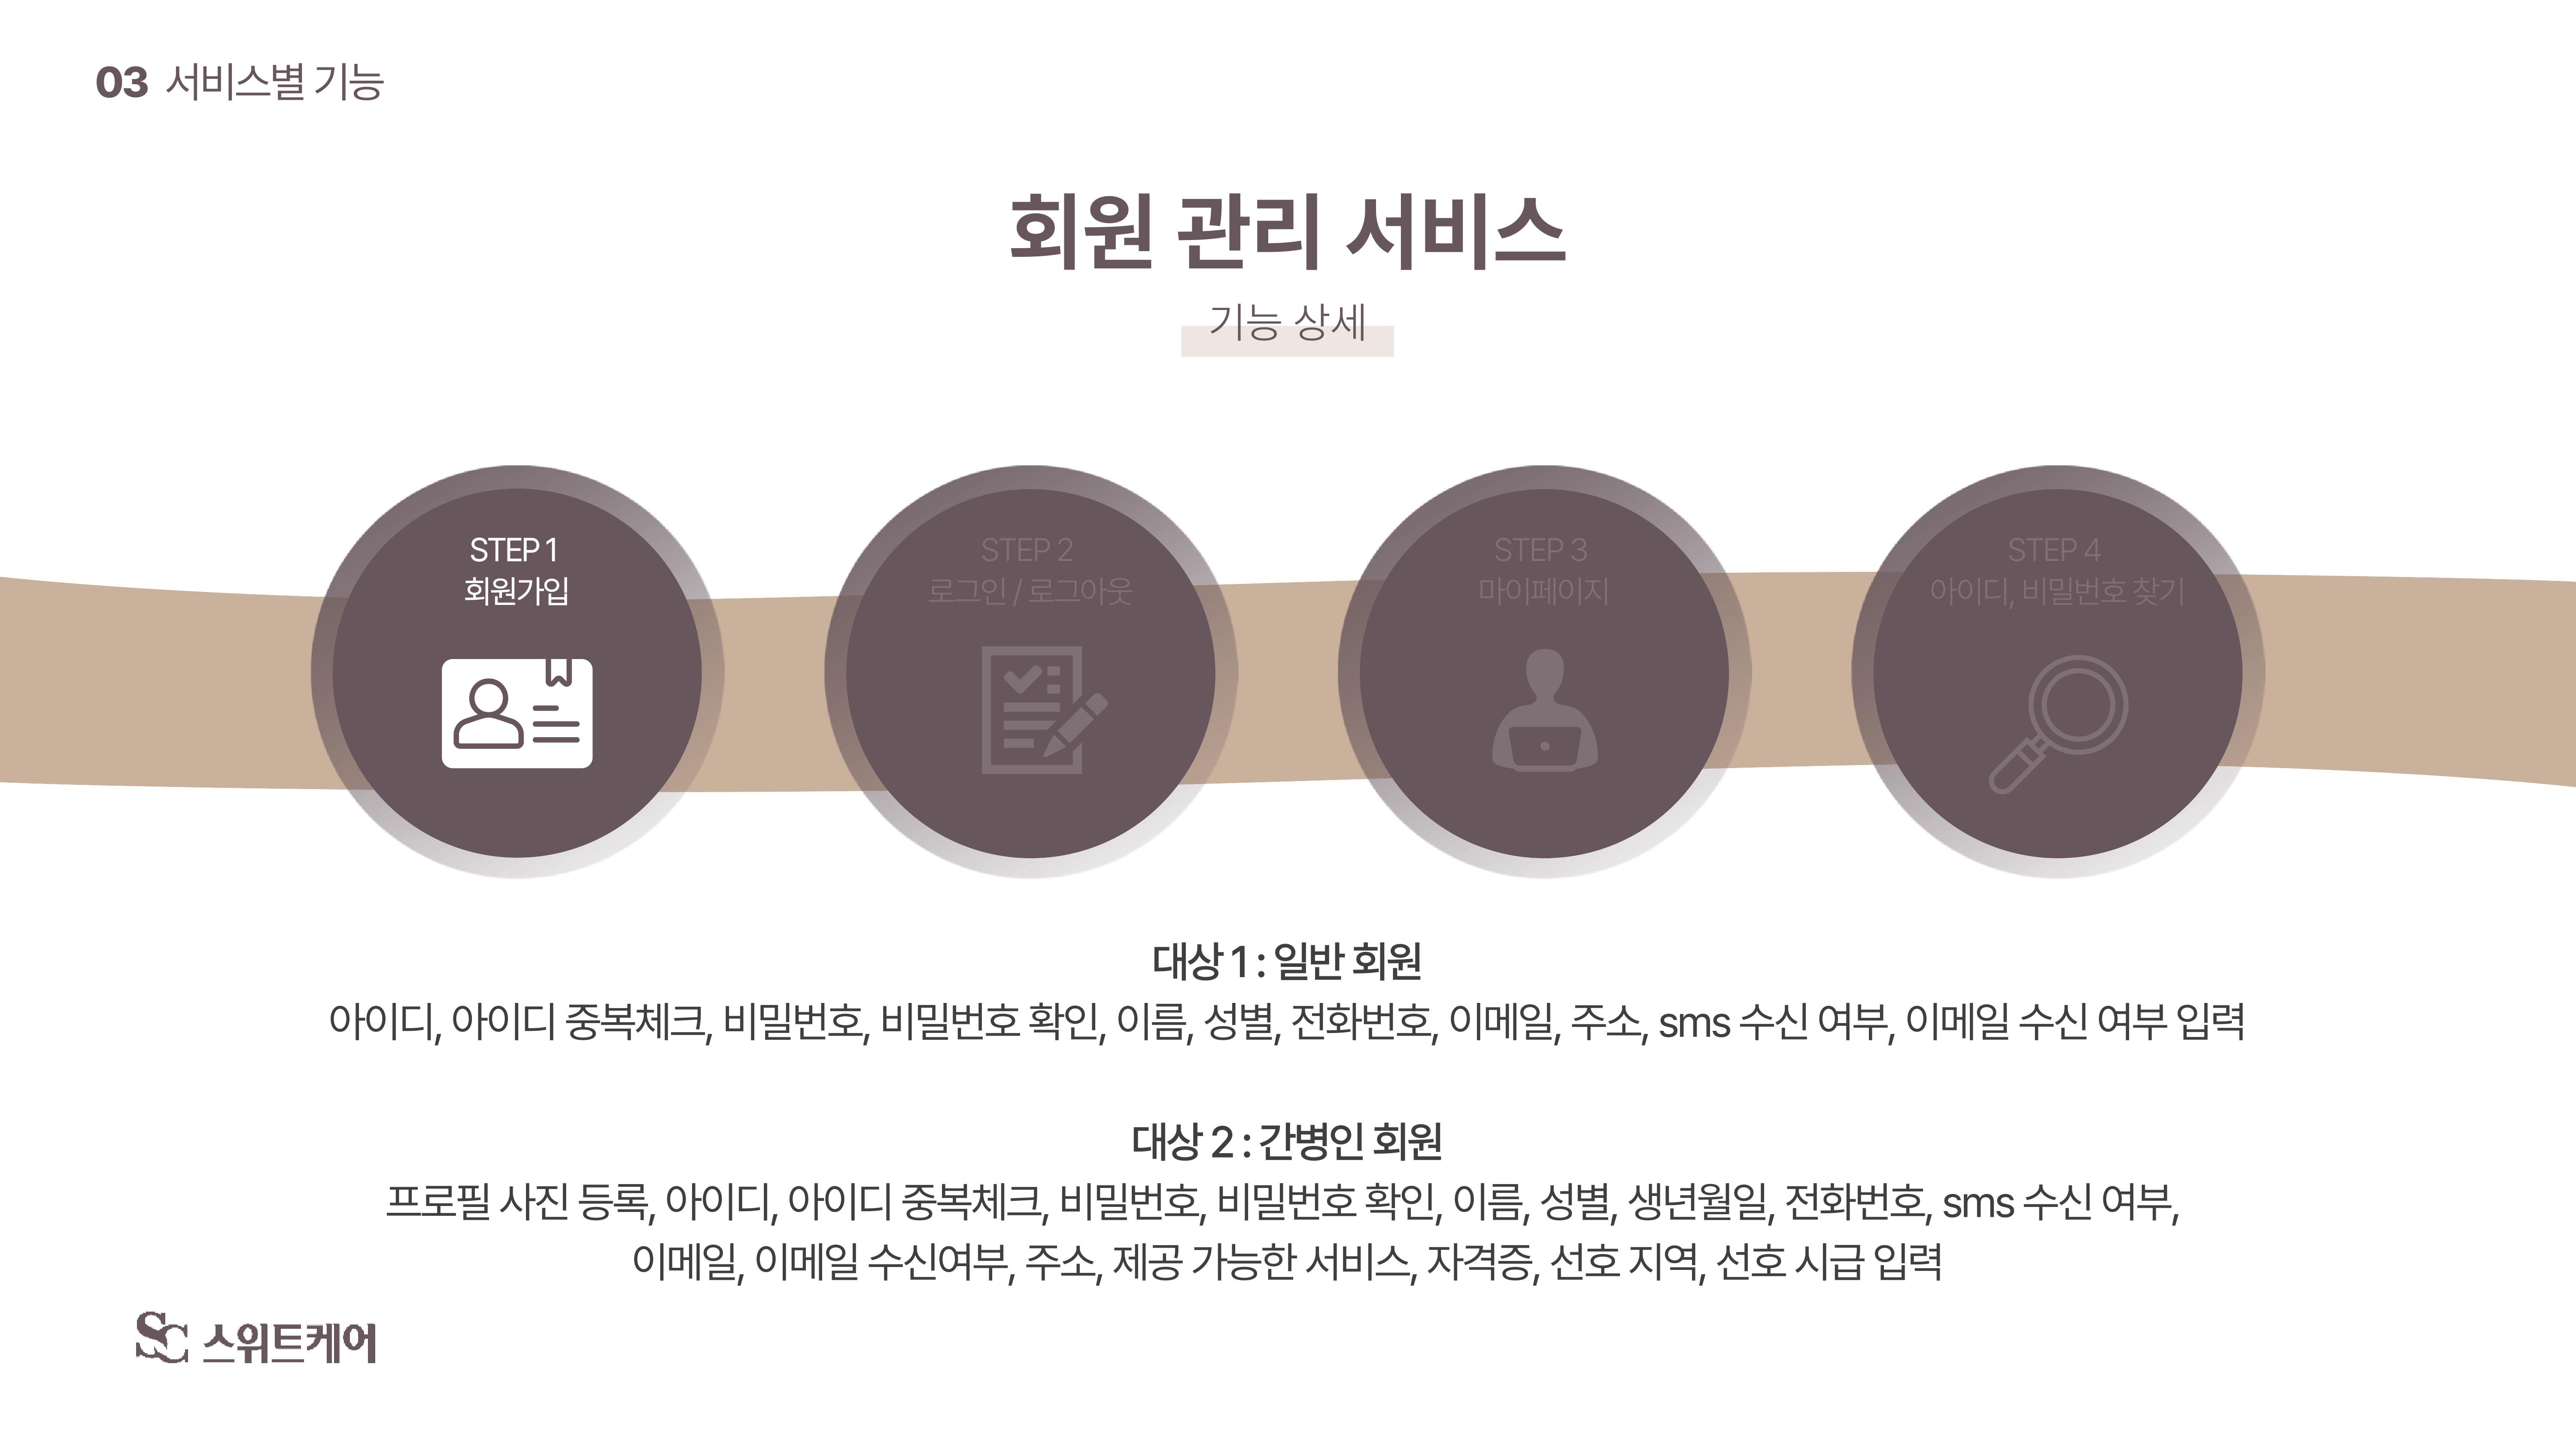 03 서비스별 기능
회원 관리 서비스
기능 상세
STEP 1
회원가입
STEP 2
로그인 / 로그아웃
STEP 3
마이페이지
STEP 4
아이디, 비밀번호 찾기
대상 1 : 일반 회원
아이디, 아이디 중복체크, 비밀번호, 비밀번호 확인, 이름, 성별, 전화번호, 이메일, 주소, sms 수신 여부, 이메일 수신 여부 입력
대상 2 : 간병인 회원
프로필 사진 등록, 아이디, 아이디 중복체크, 비밀번호, 비밀번호 확인, 이름, 성별, 생년월일, 전화번호, sms 수신 여부,
이메일, 이메일 수신여부, 주소, 제공 가능한 서비스, 자격증, 선호 지역, 선호 시급 입력
SC 스위트케어